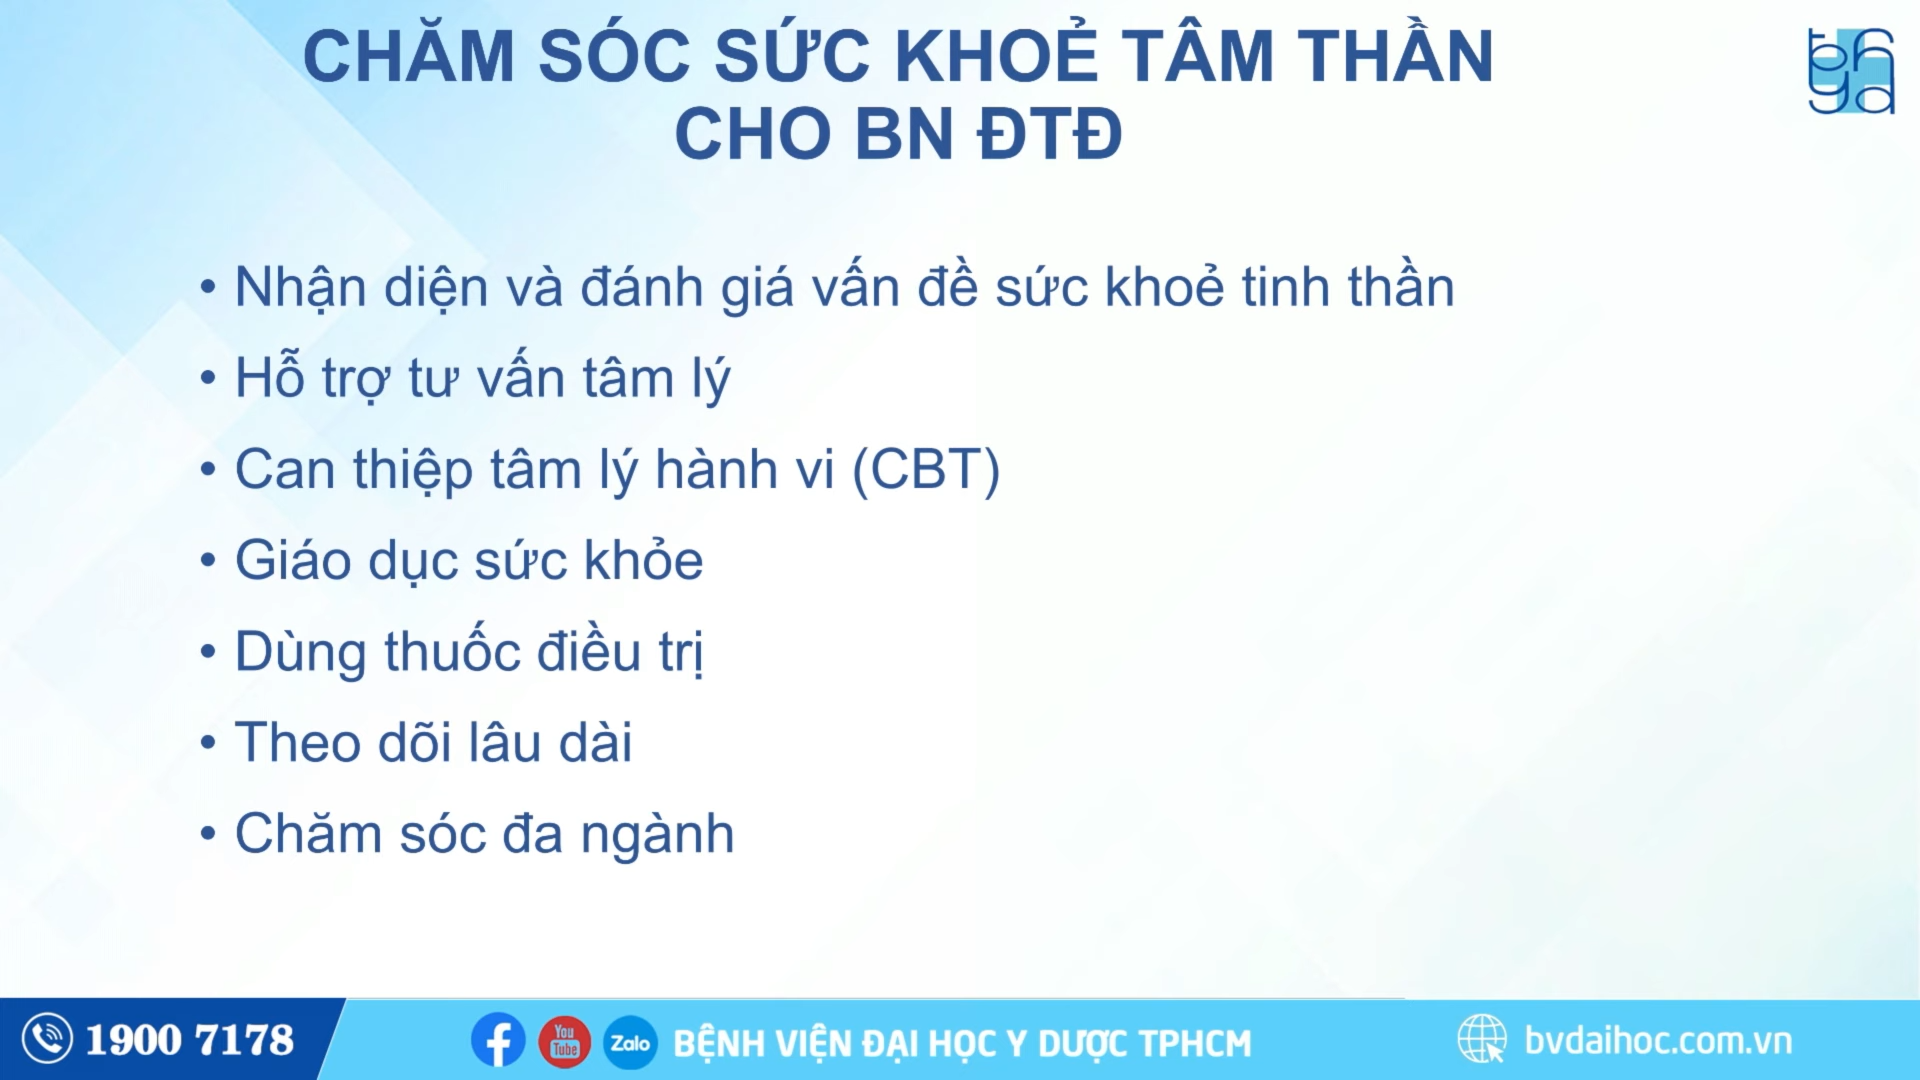 CHĂM SÓC SỨC KHOẺ TÂM THẦN
CHO BN ĐTĐ
• Nhận diện và đánh giá vấn đề sức khoẻ tinh thần
• Hỗ trợ tư vấn tâm lý
• Can thiệp tâm lý hành vi (CBT)
• Giáo dục sức khỏe
• Dùng thuốc điều trị
• Theo dõi lâu dài
• Chăm sóc đa ngành
1900 7178
You
Tube
Zalo
BỆNH VIỆN ĐẠI HỌC Y DƯỢC TPHCM
bvdaihoc.com.vn